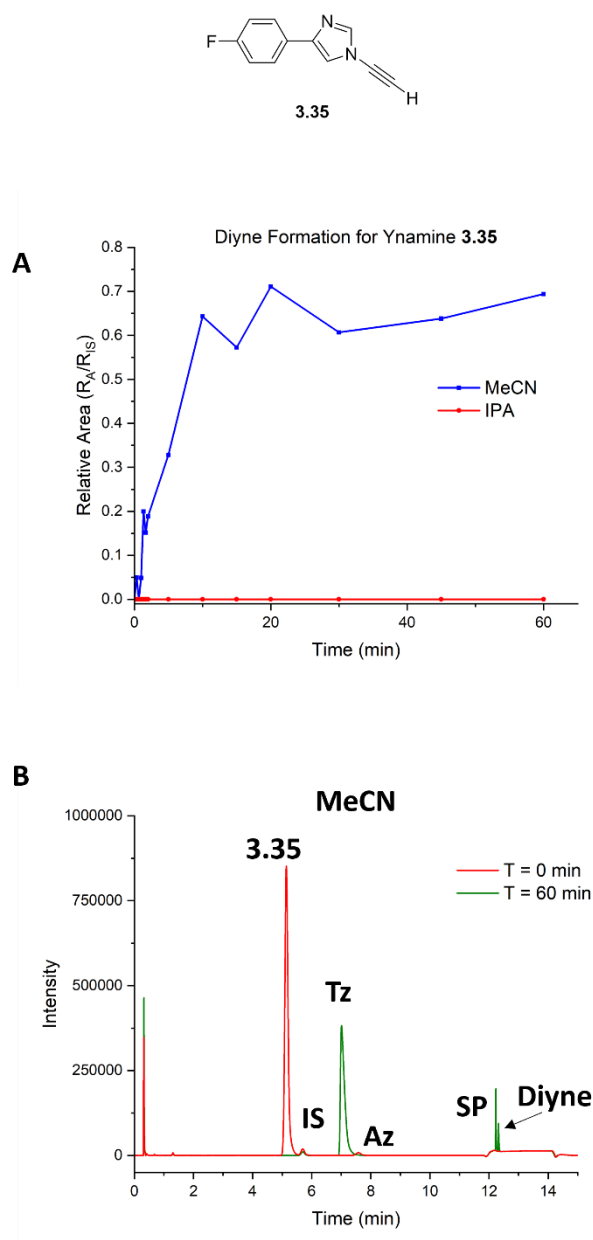 F
N
N
H
3.35
A
Diyne Formation for Ynamine 3.35
0.8
0.7
0.6
0.5
0.4
0.3
0.2
0.1
0.0
Relative Area (R_A/R_IS)
MeCN
IPA
0 20 40 60
Time (min)
B
MeCN
1000000
750000
500000
250000
0
Intensity
3.35
T = 0 min
T = 60 min
Tz
IS
Az
SP
Diyne
0 2 4 6 8 10 12 14
Time (min)